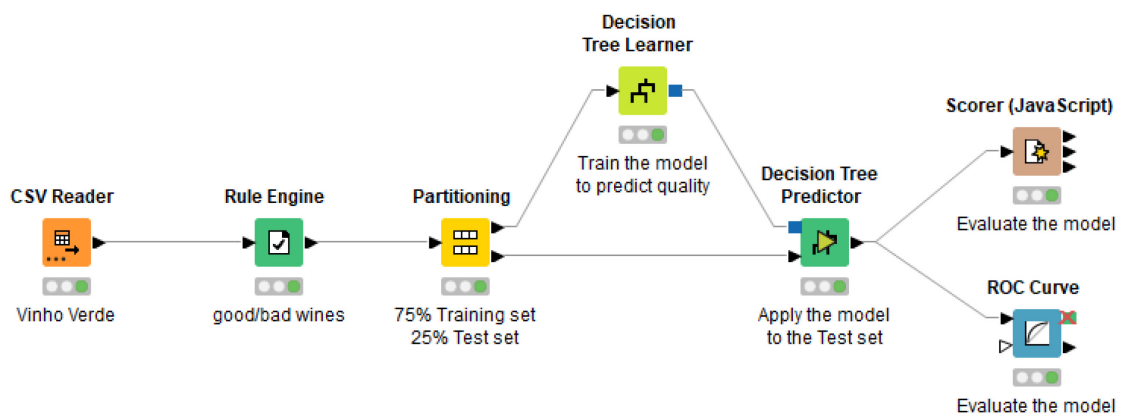 Decision
Tree Learner
Train the model
to predict quality
CSV Reader
Vinho Verde
Rule Engine
good/bad wines
Partitioning
75% Training set
25% Test set
Decision Tree
Predictor
Apply the model
to the Test set
Scorer (JavaScript)
Evaluate the model
ROC Curve
Evaluate the model